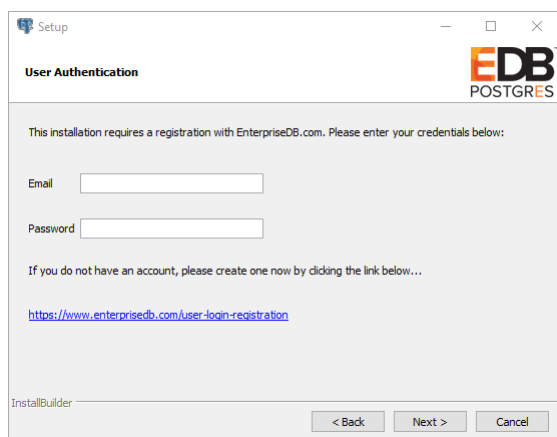 Setup
User Authentication
EDB
POSTGRES
This installation requires a registration with EnterpriseDB.com. Please enter your credentials below:
Email
Password
If you do not have an account, please create one now by clicking the link below...
https://www.enterprisedb.com/user-login-registration
InstallBuilder
< Back
Next >
Cancel